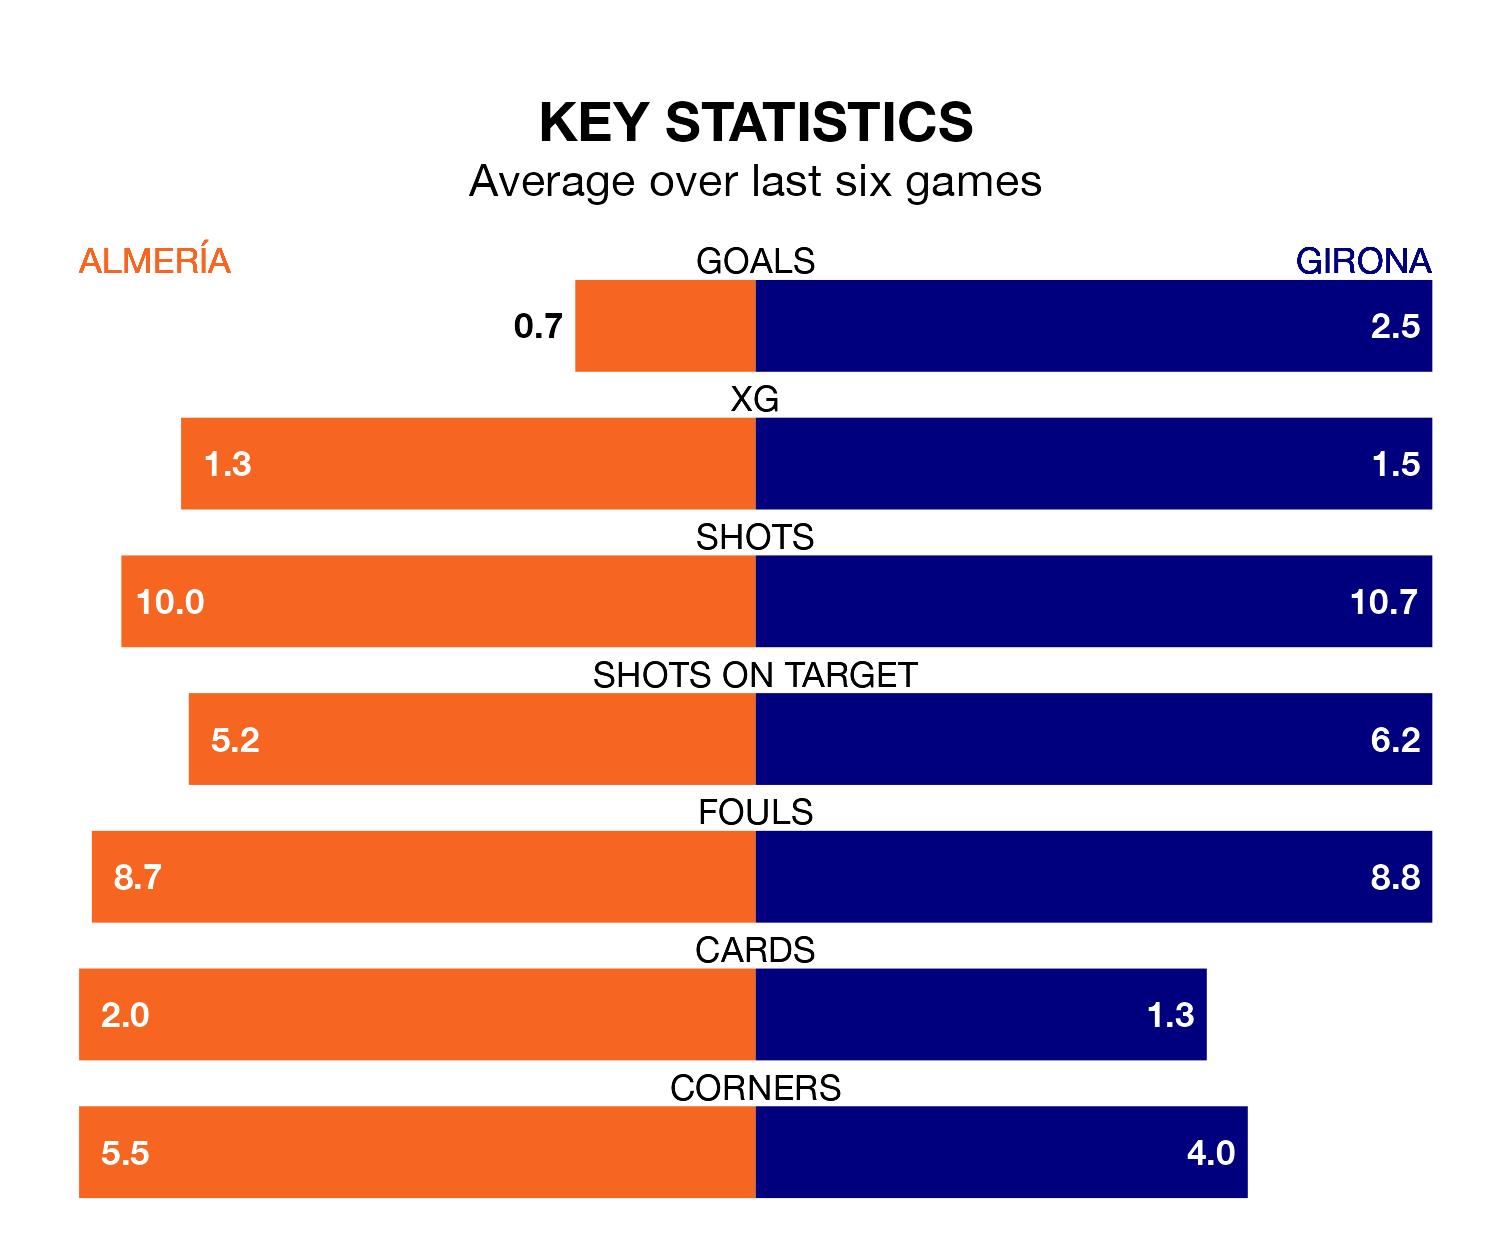 KEY STATISTICS
Average over last six games
ALMERÍA GOALS GIRONA
0.7 2.5
XG
1.3 1.5
SHOTS
10.0 10.7
SHOTS ON TARGET
5.2 6.2
FOULS
8.7 8.8
CARDS
2.0 1.3
CORNERS
5.5 4.0